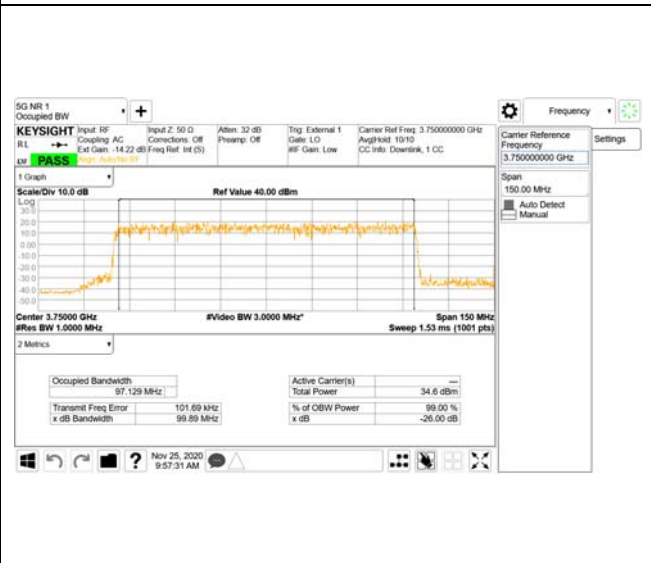 5G NR 1
Occupied BW
Frequency
KEYSIGHT
Input: RF
Input Z: 50 Ω
Atten: 32 dB
Trig: External 1
Carrier Ref Freq: 3.750000000 GHz
RL
Coupling: AC
Corrections: Off
Preamp: Off
Gate: LO
Avg|Hold: 10/10
Ext Gain: -14.22 dB
Freq Ref: Int (S)
#IF Gain: Low
CC Info: Downlink, 1 CC
PASS
Align: Auto/No RF
Carrier Reference
Frequency
3.750000000 GHz
Settings
Span
150.00 MHz
Auto Detect
Manual
1 Graph
Scale/Div 10.0 dB
Ref Value 40.00 dBm
Log
30.0
20.0
10.0
0.00
-10.0
-20.0
-30.0
-40.0
-50.0
Center 3.75000 GHz
#Video BW 3.0000 MHz*
Span 150 MHz
#Res BW 1.0000 MHz
Sweep 1.53 ms (1001 pts)
2 Metrics
Occupied Bandwidth
97.129 MHz
Active Carrier(s)
---
Total Power
34.6 dBm
Transmit Freq Error
101.69 kHz
% of OBW Power
99.00 %
x dB Bandwidth
99.89 MHz
x dB
-26.00 dB
?
Nov 25, 2020
9:57:31 AM